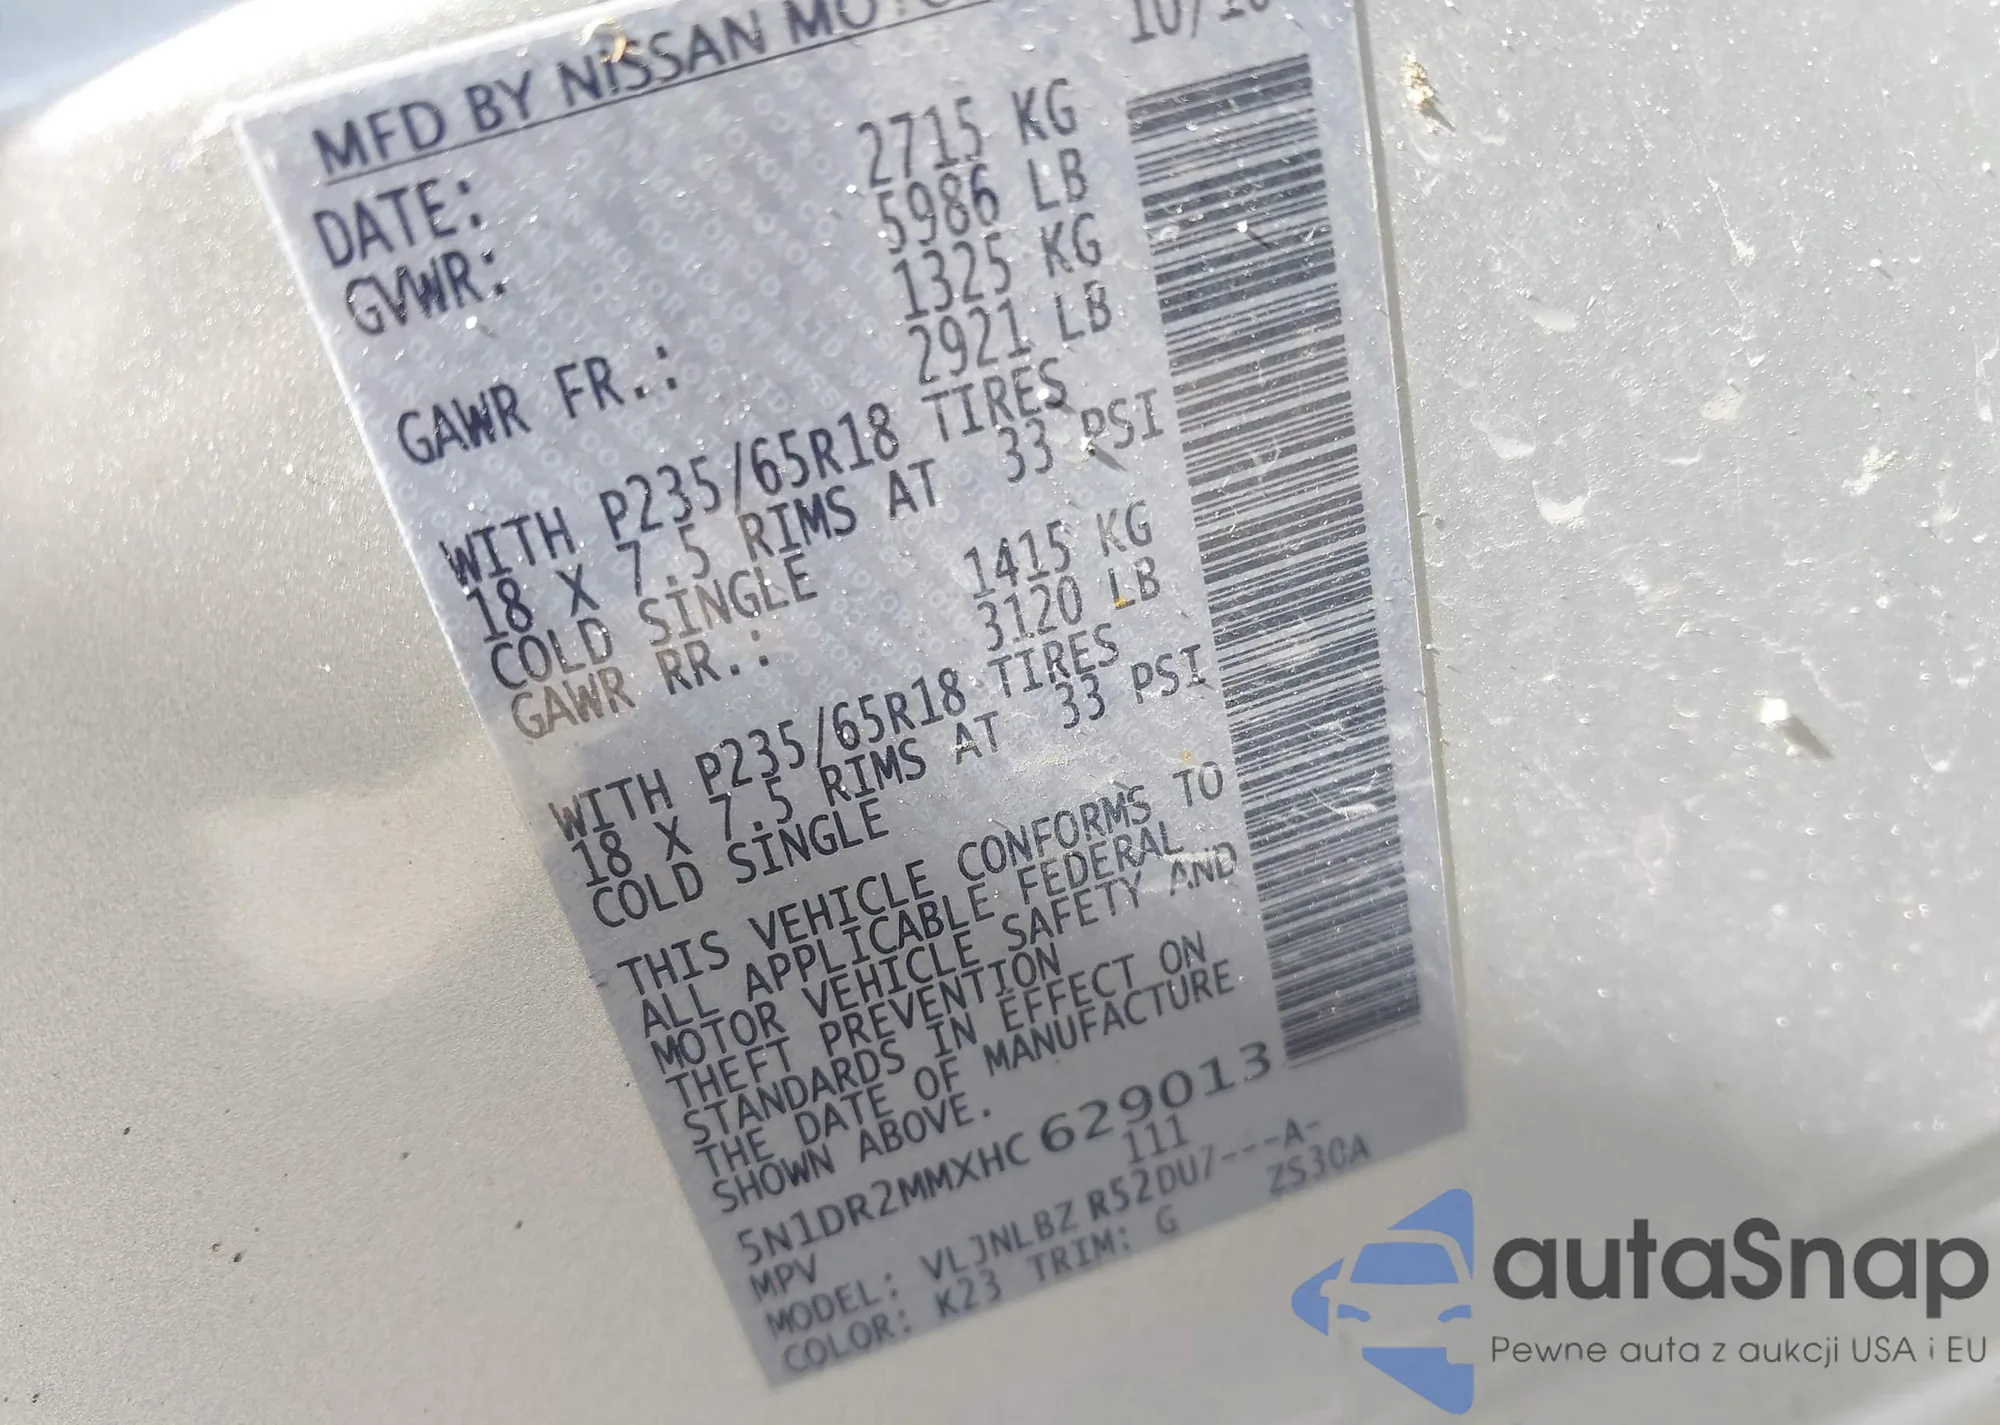 MFD BY NISSAN MOTO
DATE: 10/16
GVWR: 2715 KG
5986 LB
GAWR FR.: 1325 KG
2921 LB
WITH P235/65R18 TIRES
18 X 7.5 RIMS AT 33 PSI
COLD SINGLE
GAWR RR.: 1415 KG
3120 LB
WITH P235/65R18 TIRES
18 X 7.5 RIMS AT 33 PSI
COLD SINGLE
THIS VEHICLE CONFORMS TO
ALL APPLICABLE FEDERAL
MOTOR VEHICLE SAFETY AND
THEFT PREVENTION
STANDARDS IN EFFECT ON
THE DATE OF MANUFACTURE
SHOWN ABOVE.
5N1DR2MMXHC629013
MPV 111
MODEL: VLJNLBZ R52DU7---A-
COLOR: K23 TRIM: G ZS30A
autaSnap
Pewne auta z aukcji USA i EU